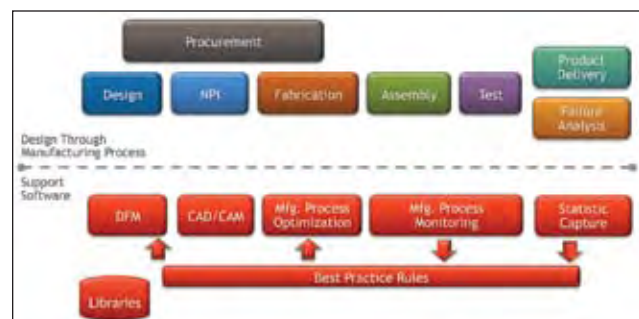 Procurement
Design
NPI
Fabrication
Assembly
Test
Product
Delivery
Failure
Analysis
Design Through
Manufacturing Process
Support
Software
DFM
CAD/CAM
Mfg. Process
Optimization
Mfg. Process
Monitoring
Statistic
Capture
Best Practice Rules
Libraries